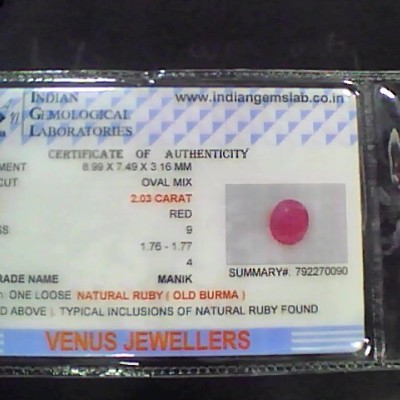 INDIAN
GEMOLOGICAL
LABORATORIES
www.indiangemslab.co.in
CERTIFICATE OF AUTHENTICITY
MENT 8.99 X 7.49 X 3.16 MM
CUT OVAL MIX
2.03 CARAT
RED
SS 9
1.76 - 1.77
4
RADE NAME MANIK
SUMMARY#: 792270090
: ONE LOOSE NATURAL RUBY ( OLD BURMA )
D ABOVE ). TYPICAL INCLUSIONS OF NATURAL RUBY FOUND
VENUS JEWELLERS